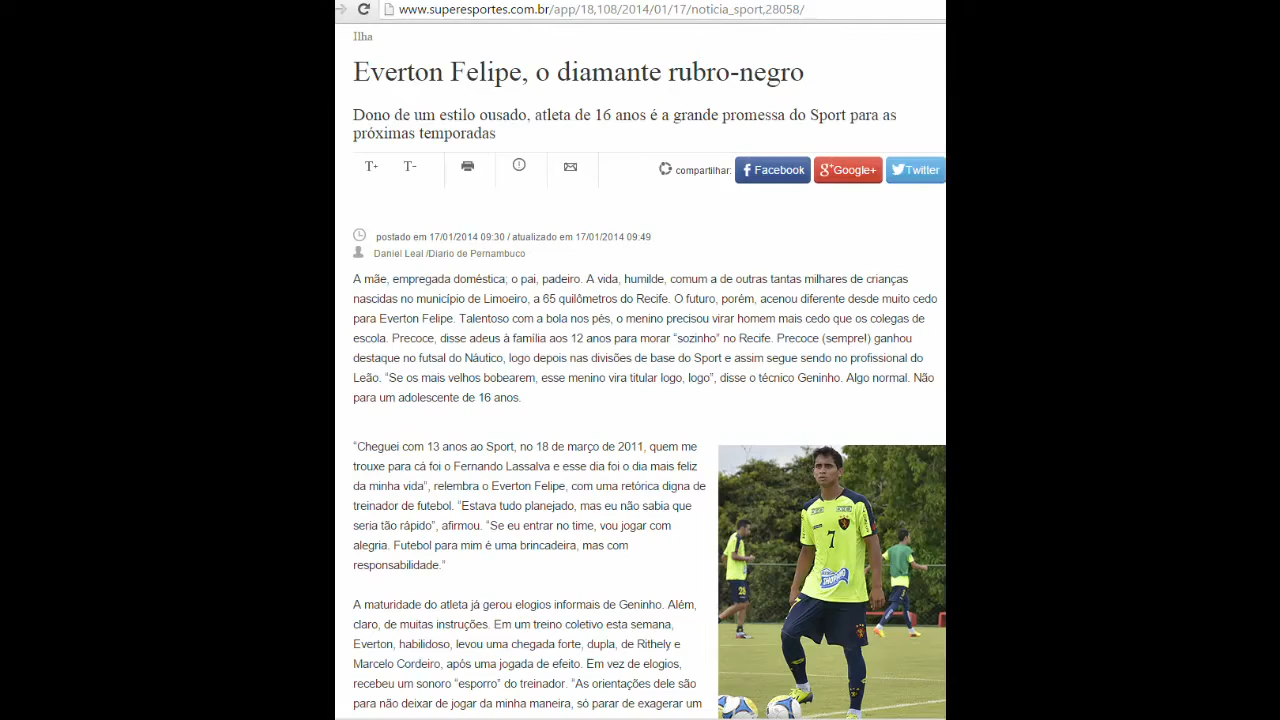 www.superesportes.com.br/app/18,108/2014/01/17/noticia_sport,28058/
Ilha
Everton Felipe, o diamante rubro-negro
Dono de um estilo ousado, atleta de 16 anos é a grande promessa do Sport para as
próximas temporadas
T+ T- compartilhar: Facebook Google+ Twitter
postado em 17/01/2014 09:30 / atualizado em 17/01/2014 09:49
Daniel Leal /Diario de Pernambuco
A mãe, empregada doméstica; o pai, padeiro. A vida, humilde, comum a de outras tantas milhares de crianças
nascidas no município de Limoeiro, a 65 quilômetros do Recife. O futuro, porém, acenou diferente desde muito cedo
para Everton Felipe. Talentoso com a bola nos pés, o menino precisou virar homem mais cedo que os colegas de
escola. Precoce, disse adeus à família aos 12 anos para morar “sozinho” no Recife. Precoce (sempre!) ganhou
destaque no futsal do Náutico, logo depois nas divisões de base do Sport e assim segue sendo no profissional do
Leão. “Se os mais velhos bobearem, esse menino vira titular logo, logo”, disse o técnico Geninho. Algo normal. Não
para um adolescente de 16 anos.
“Cheguei com 13 anos ao Sport, no 18 de março de 2011, quem me
trouxe para cá foi o Fernando Lassalva e esse dia foi o dia mais feliz
da minha vida”, relembra o Everton Felipe, com uma retórica digna de
treinador de futebol. “Estava tudo planejado, mas eu não sabia que
seria tão rápido”, afirmou. “Se eu entrar no time, vou jogar com
alegria. Futebol para mim é uma brincadeira, mas com
responsabilidade.”
A maturidade do atleta já gerou elogios informais de Geninho. Além,
claro, de muitas instruções. Em um treino coletivo esta semana,
Everton, habilidoso, levou uma chegada forte, dupla, de Rithely e
Marcelo Cordeiro, após uma jogada de efeito. Em vez de elogios,
recebeu um sonoro “esporro” do treinador. “As orientações dele são
para não deixar de jogar da minha maneira, só parar de exagerar um
7
SHOPPING
28